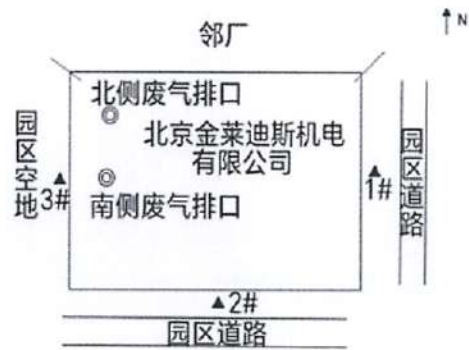 N
邻厂
北侧废气排口
北京金莱迪斯机电
有限公司
园区空地
3#
南侧废气排口
1#
园区道路
2#
园区道路